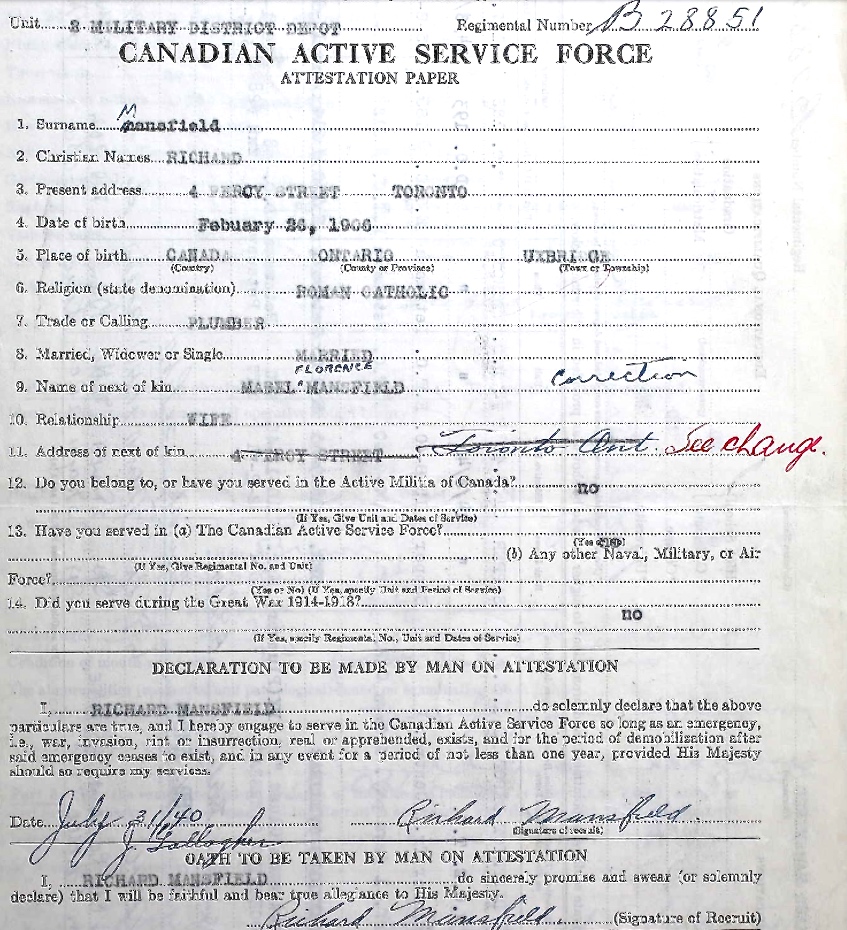 Unit 2 MILITARY DISTRICT DEPOT Regimental Number B 28851
CANADIAN ACTIVE SERVICE FORCE
ATTESTATION PAPER
M
1. Surname mansfield
2. Christian Names RICHARD
3. Present address 4 PERCY STREET TORONTO
4. Date of birth Febuary 26, 1906
5. Place of birth CANADA ONTARIO UXBRIDGE
(Country) (County or Province) (Town or Township)
6. Religion (state denomination) ROMAN CATHOLIC
7. Trade or Calling PLUMBER
8. Married, Widower or Single MARRIED
FLORENCE
9. Name of next of kin MABEL " MANSFIELD correction
10. Relationship WIFE
11. Address of next of kin 4 PERCY STREET Toronto Ont. See change.
12. Do you belong to, or have you served in the Active Militia of Canada? no
(If Yes, Give Unit and Dates of Service)
13. Have you served in (a) The Canadian Active Service Force?
(Yes
(b) Any other Naval, Military, or Air
(If Yes, Give Regimental No. and Unit)
Force?
(Yes or No) (If Yes, specify Unit and Period of Service)
14. Did you serve during the Great War 1914-1918?
no
(If Yes, specify Regimental No., Unit and Dates of Service)
DECLARATION TO BE MADE BY MAN ON ATTESTATION
I, RICHARD MANSFIELD do solemnly declare that the above
particulars are true, and I hereby engage to serve in the Canadian Active Service Force so long as an emergency,
i.e., war, invasion, riot or insurrection, real or apprehended, exists, and for the period of demobilization after
said emergency ceases to exist, and in any event for a period of not less than one year, provided His Majesty
should so require my services.
Date July 31/40 Richard Mansfield
(Signature of recruit)
J. Gallagher
OATH TO BE TAKEN BY MAN ON ATTESTATION
I, RICHARD MANSFIELD do sincerely promise and swear (or solemnly
declare) that I will be faithful and bear true allegiance to His Majesty.
Richard Mansfield (Signature of Recruit)